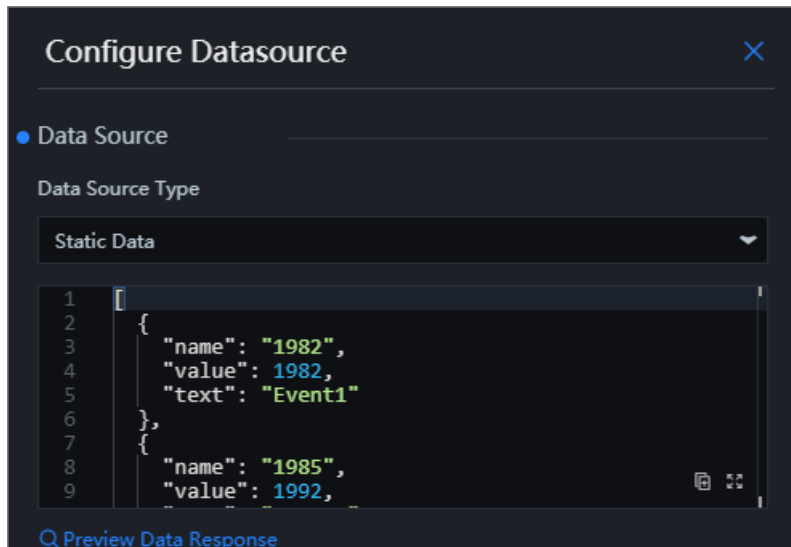 Configure Datasource
Data Source
Data Source Type
Static Data
1 [
2 {
3 "name": "1982",
4 "value": 1982,
5 "text": "Event1"
6 },
7 {
8 "name": "1985",
9 "value": 1992,
Preview Data Response